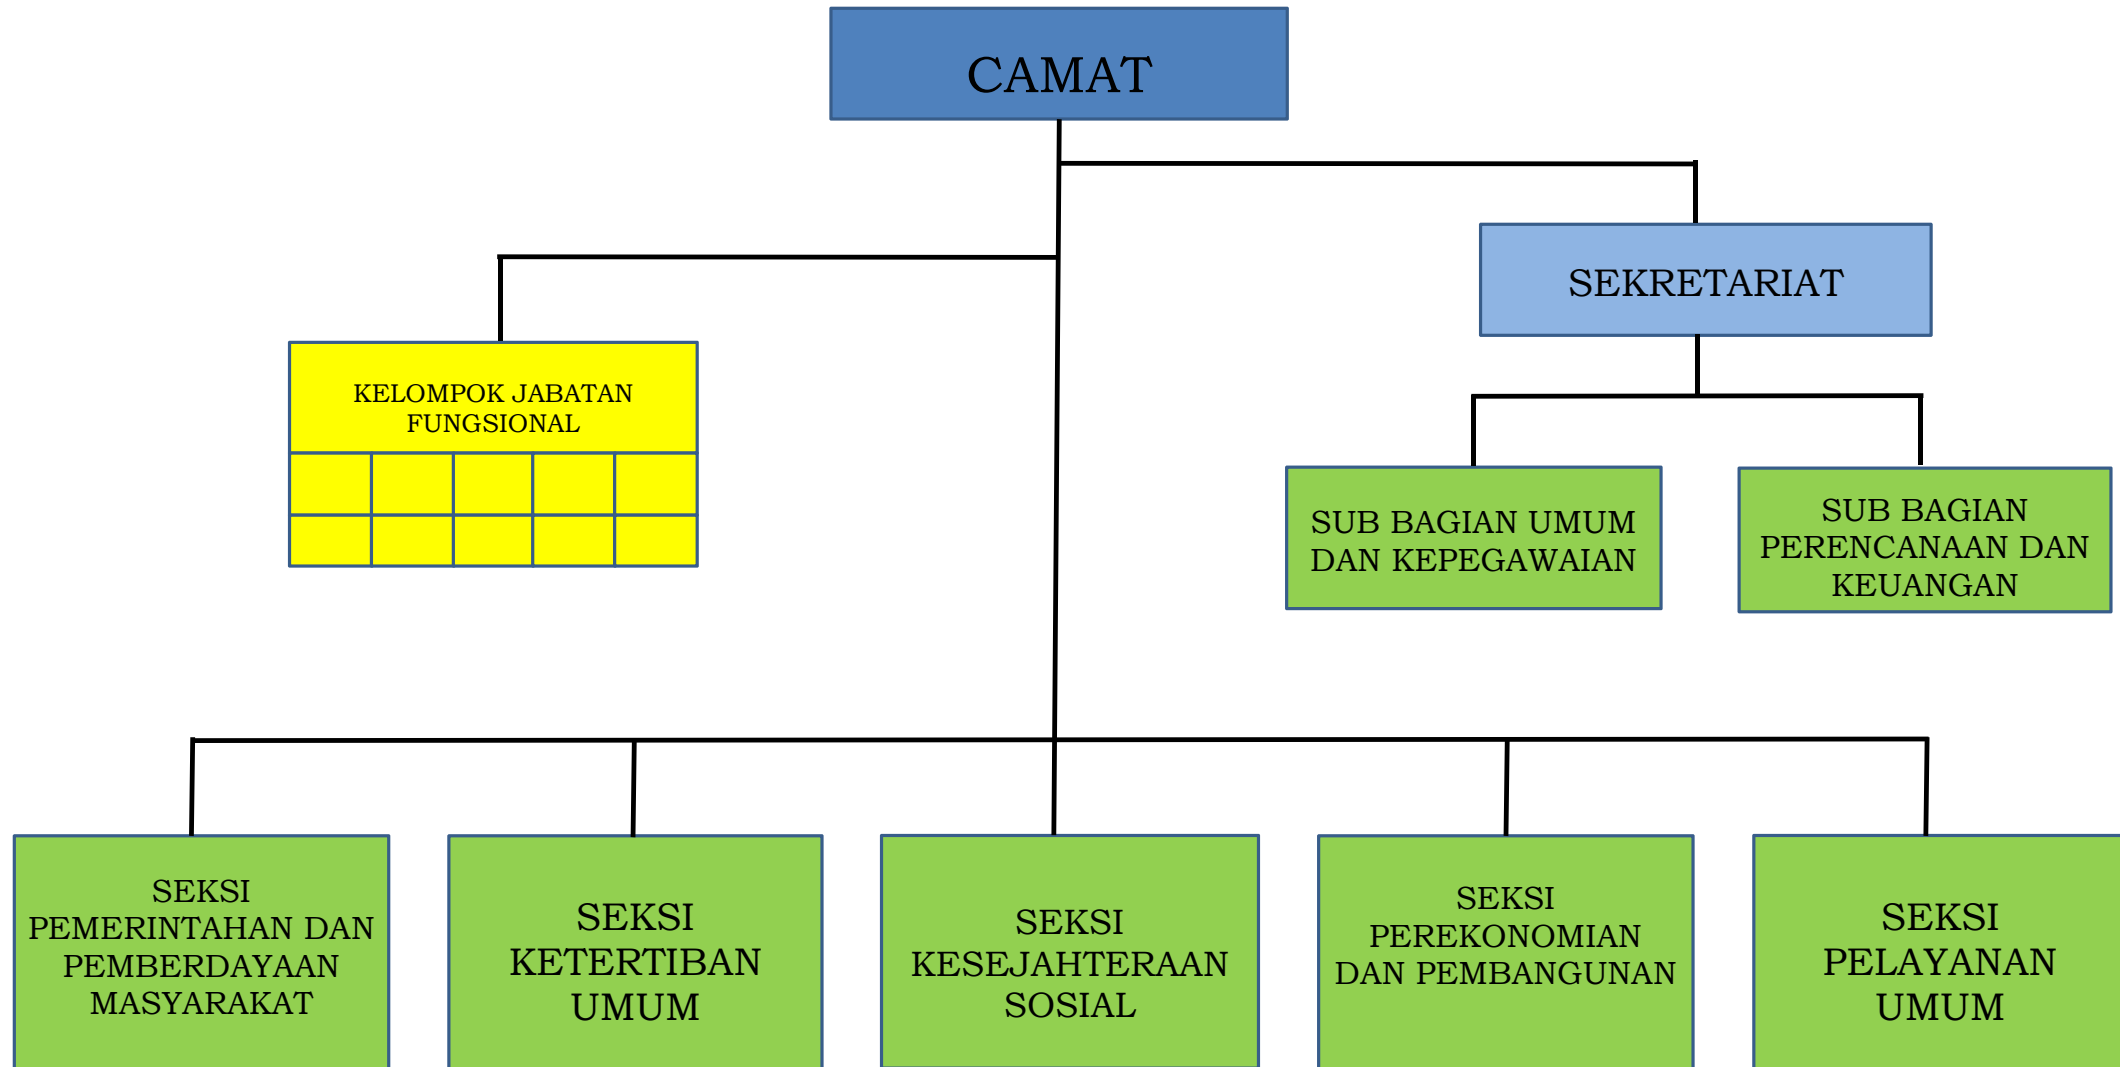 CAMAT
SEKRETARIAT
KELOMPOK JABATAN
FUNGSIONAL
SUB BAGIAN UMUM
DAN KEPEGAWAIAN
SUB BAGIAN
PERENCANAAN DAN
KEUANGAN
SEKSI
PEMERINTAHAN DAN
PEMBERDAYAAN
MASYARAKAT
SEKSI
KETERTIBAN
UMUM
SEKSI
KESEJAHTERAAN
SOSIAL
SEKSI
PEREKONOMIAN
DAN PEMBANGUNAN
SEKSI
PELAYANAN
UMUM